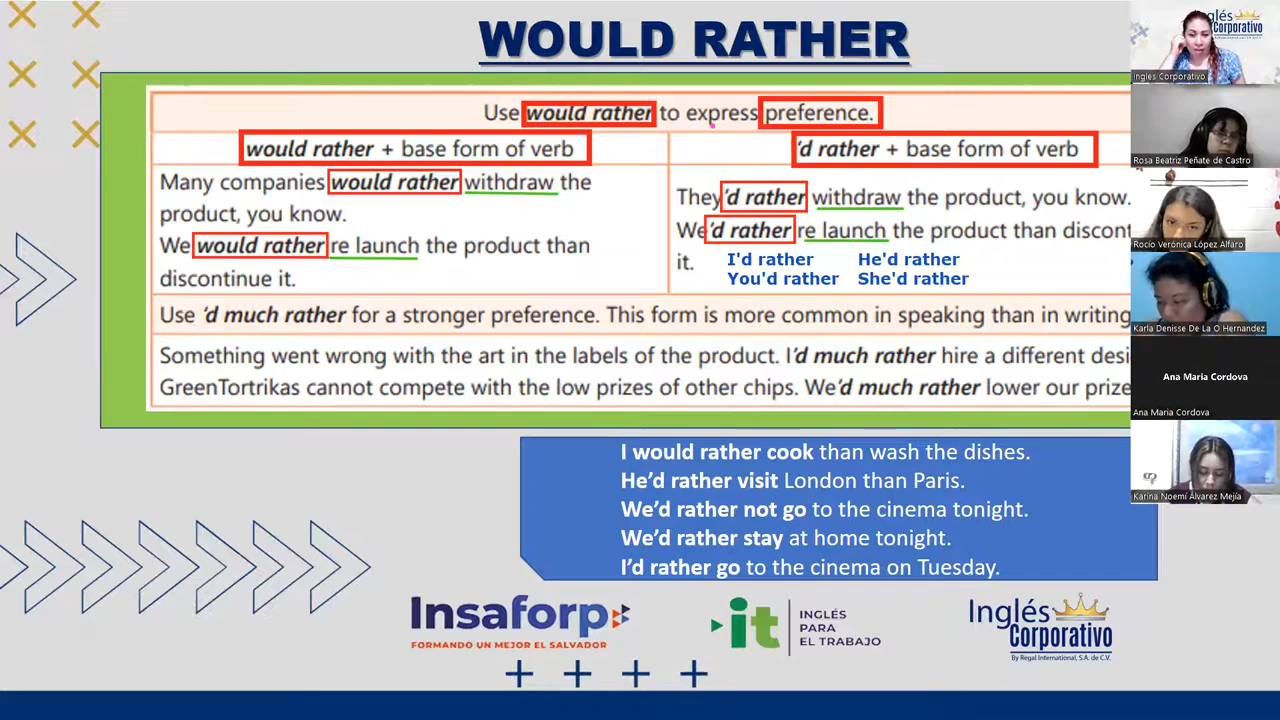 WOULD RATHER
Use would rather to express preference.
would rather + base form of verb
'd rather + base form of verb
Many companies would rather withdraw the
product, you know.
We would rather re launch the product than
discontinue it.
They'd rather withdraw the product, you know.
We'd rather re launch the product than discont
it.
I'd rather He'd rather
You'd rather She'd rather
Use 'd much rather for a stronger preference. This form is more common in speaking than in writing
Something went wrong with the art in the labels of the product. I'd much rather hire a different desi
GreenTortrikas cannot compete with the low prizes of other chips. We'd much rather lower our prize
I would rather cook than wash the dishes.
He'd rather visit London than Paris.
We'd rather not go to the cinema tonight.
We'd rather stay at home tonight.
I'd rather go to the cinema on Tuesday.
Insaforp
FORMANDO UN MEJOR EL SALVADOR
it
INGLÉS
PARA
EL TRABAJO
Inglés
Corporativo
By Regal International, S.A. de C.V.
glés
Corporativo
Ingles Corporativo
Rosa Beatriz Peñate de Castro
Rocío Verónica López Alfaro
Karla Denisse De La O Hernandez
Ana Maria Cordova
Ana Maria Cordova
Karina Noemí Álvarez Mejía